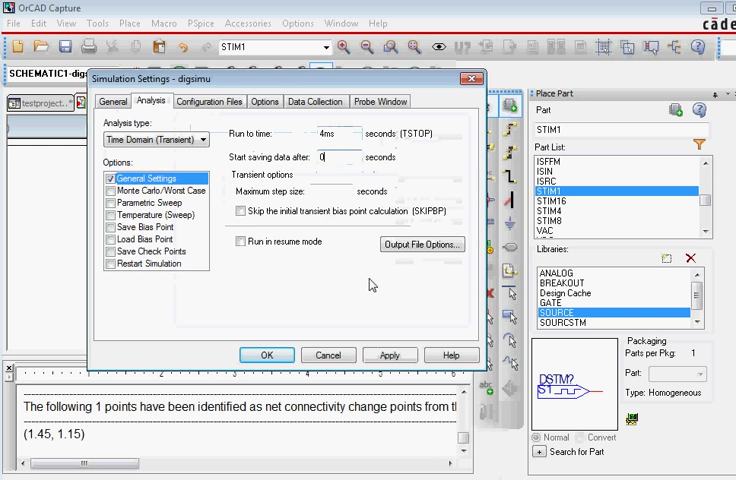 OrCAD Capture
File Edit View Tools Place Macro PSpice Accessories Options Window Help
cāde
STIM1
U?
SCHEMATIC1-digs
testproject..
Simulation Settings - digsimu
General Analysis Configuration Files Options Data Collection Probe Window
Analysis type:
Time Domain (Transient)
Options:
General Settings
Monte Carlo/Worst Case
Parametric Sweep
Temperature (Sweep)
Save Bias Point
Load Bias Point
Save Check Points
Restart Simulation
Run to time: 4ms seconds (TSTOP)
Start saving data after: 0 seconds
Transient options
Maximum step size: seconds
Skip the initial transient bias point calculation (SKIPBP)
Run in resume mode
Output File Options...
OK Cancel Apply Help
Place Part
Part
STIM1
Part List:
ISFFM
ISIN
ISRC
STIM1
STIM16
STIM4
STIM8
VAC
Libraries:
ANALOG
BREAKOUT
Design Cache
GATE
SOURCE
SOURCSTM
DSTM?
S1
Packaging
Parts per Pkg: 1
Part:
Type: Homogeneous
Normal Convert
Search for Part
abc
The following 1 points have been identified as net connectivity change points from th
(1.45, 1.15)